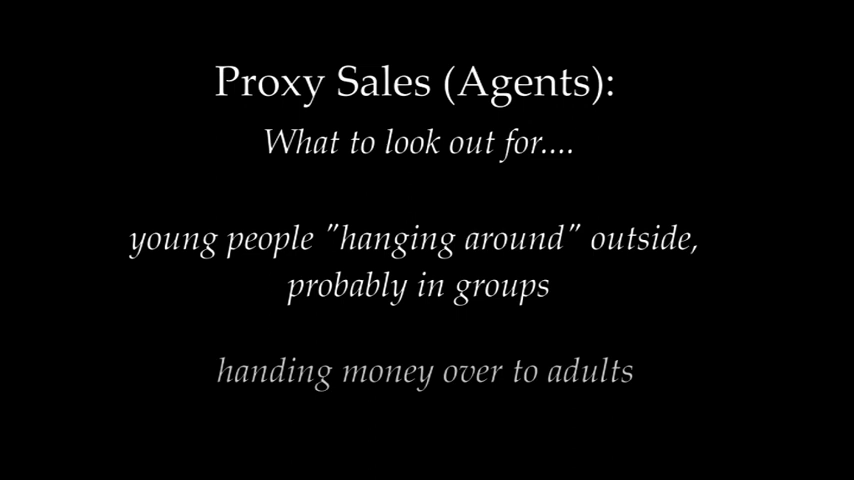 Proxy Sales (Agents):
What to look out for....
young people "hanging around" outside,
probably in groups
handing money over to adults